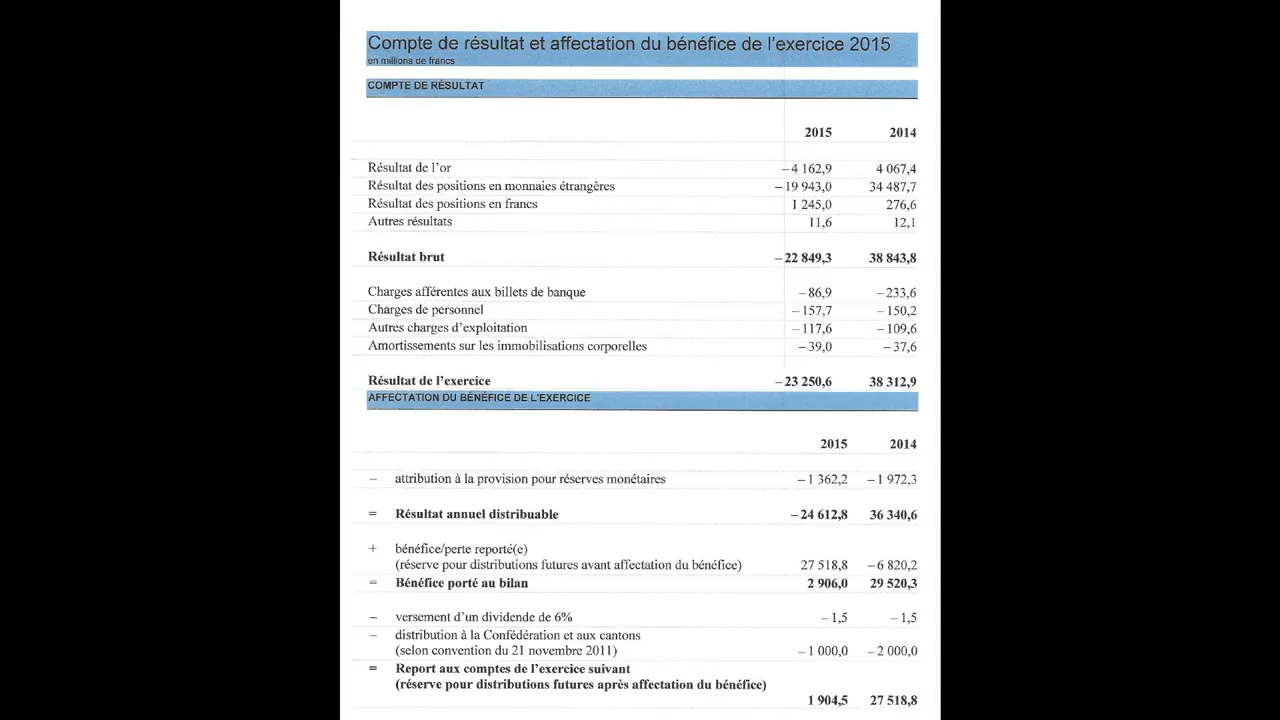 Compte de résultat et affectation du bénéfice de l'exercice 2015
en millions de francs
COMPTE DE RÉSULTAT
2015 2014
Résultat de l'or –4 162,9 4 067,4
Résultat des positions en monnaies étrangères –19 943,0 34 487,7
Résultat des positions en francs 1 245,0 276,6
Autres résultats 11,6 12,1
Résultat brut –22 849,3 38 843,8
Charges afférentes aux billets de banque –86,9 –233,6
Charges de personnel –157,7 –150,2
Autres charges d'exploitation –117,6 –109,6
Amortissements sur les immobilisations corporelles –39,0 –37,6
Résultat de l'exercice –23 250,6 38 312,9
AFFECTATION DU BÉNÉFICE DE L'EXERCICE
2015 2014
– attribution à la provision pour réserves monétaires –1 362,2 –1 972,3
= Résultat annuel distribuable –24 612,8 36 340,6
+ bénéfice/perte reporté(e)
(réserve pour distributions futures avant affectation du bénéfice) 27 518,8 –6 820,2
= Bénéfice porté au bilan 2 906,0 29 520,3
– versement d'un dividende de 6% –1,5 –1,5
– distribution à la Confédération et aux cantons
(selon convention du 21 novembre 2011) –1 000,0 –2 000,0
= Report aux comptes de l'exercice suivant
(réserve pour distributions futures après affectation du bénéfice)
1 904,5 27 518,8